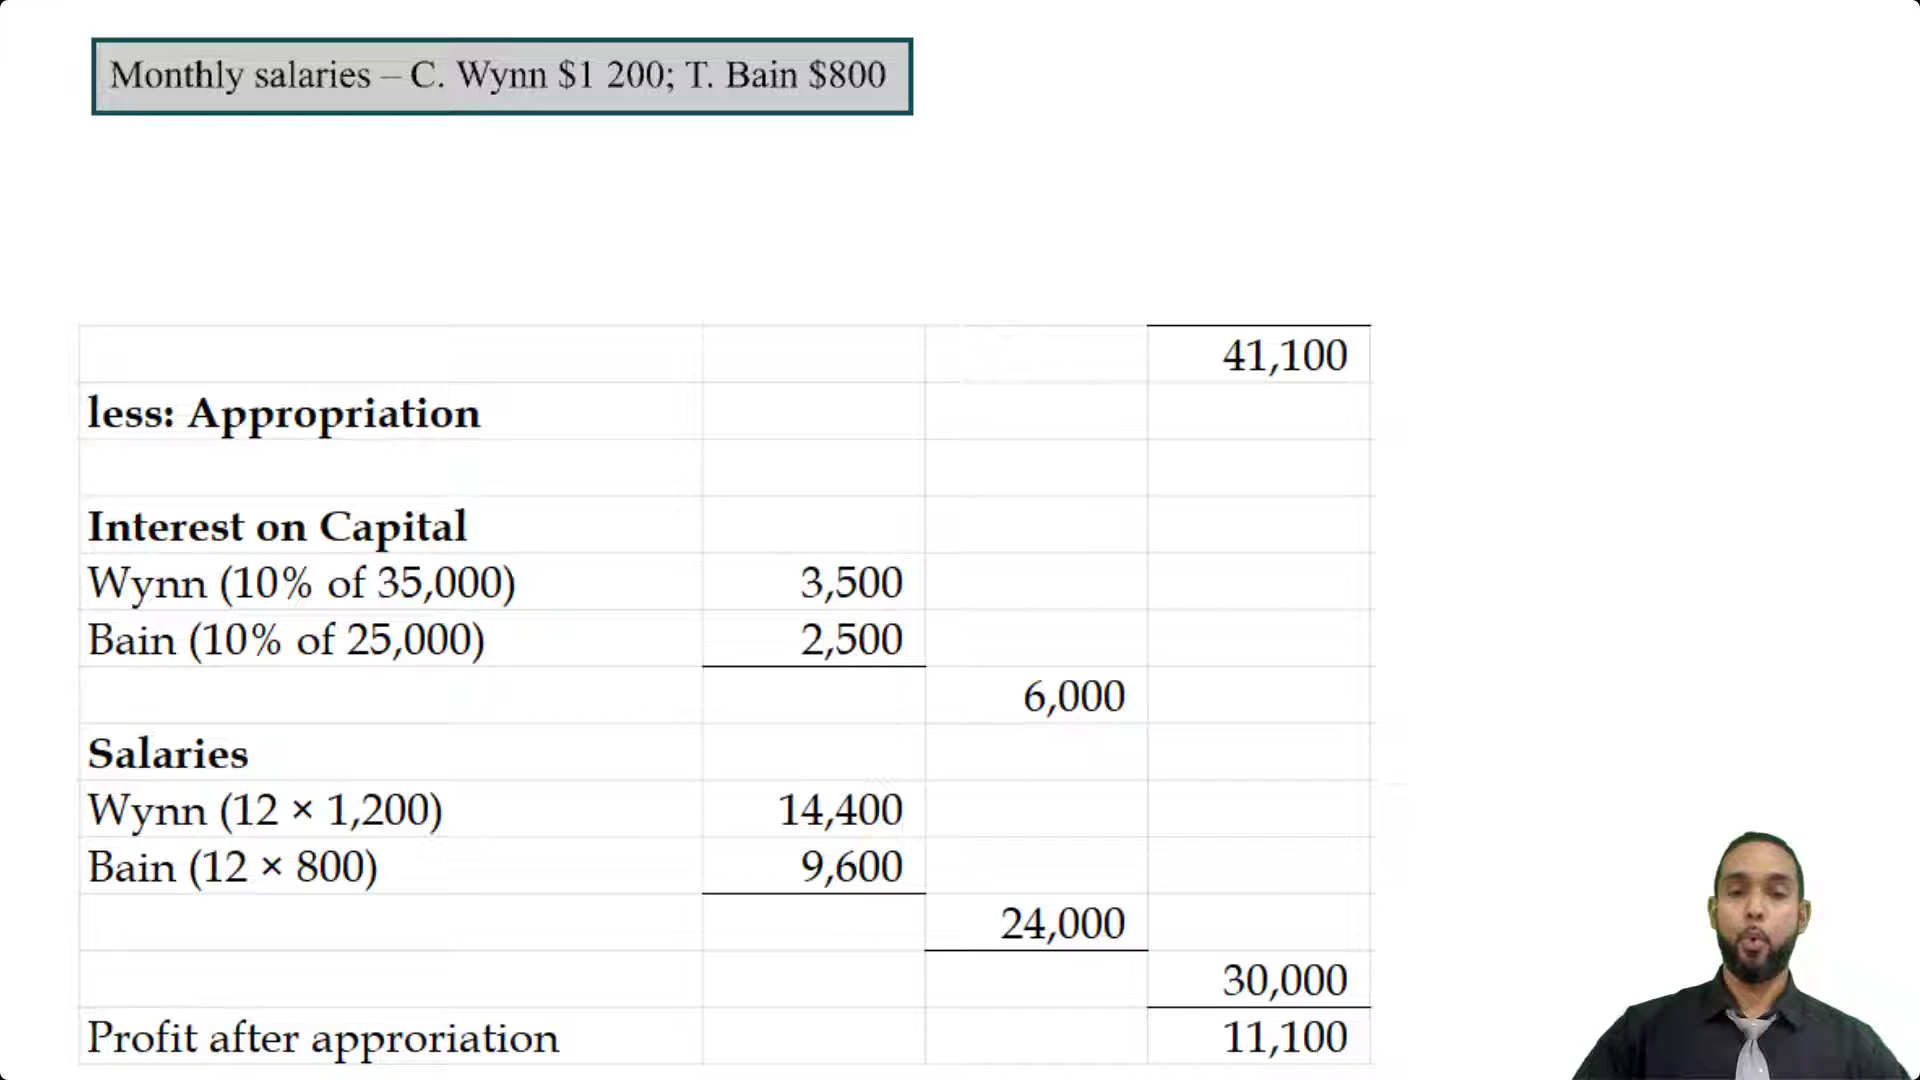 Monthly salaries – C. Wynn $1 200; T. Bain $800
41,100
less: Appropriation
Interest on Capital
Wynn (10% of 35,000) 3,500
Bain (10% of 25,000) 2,500
6,000
Salaries
Wynn (12 × 1,200) 14,400
Bain (12 × 800) 9,600
24,000
30,000
Profit after approriation 11,100